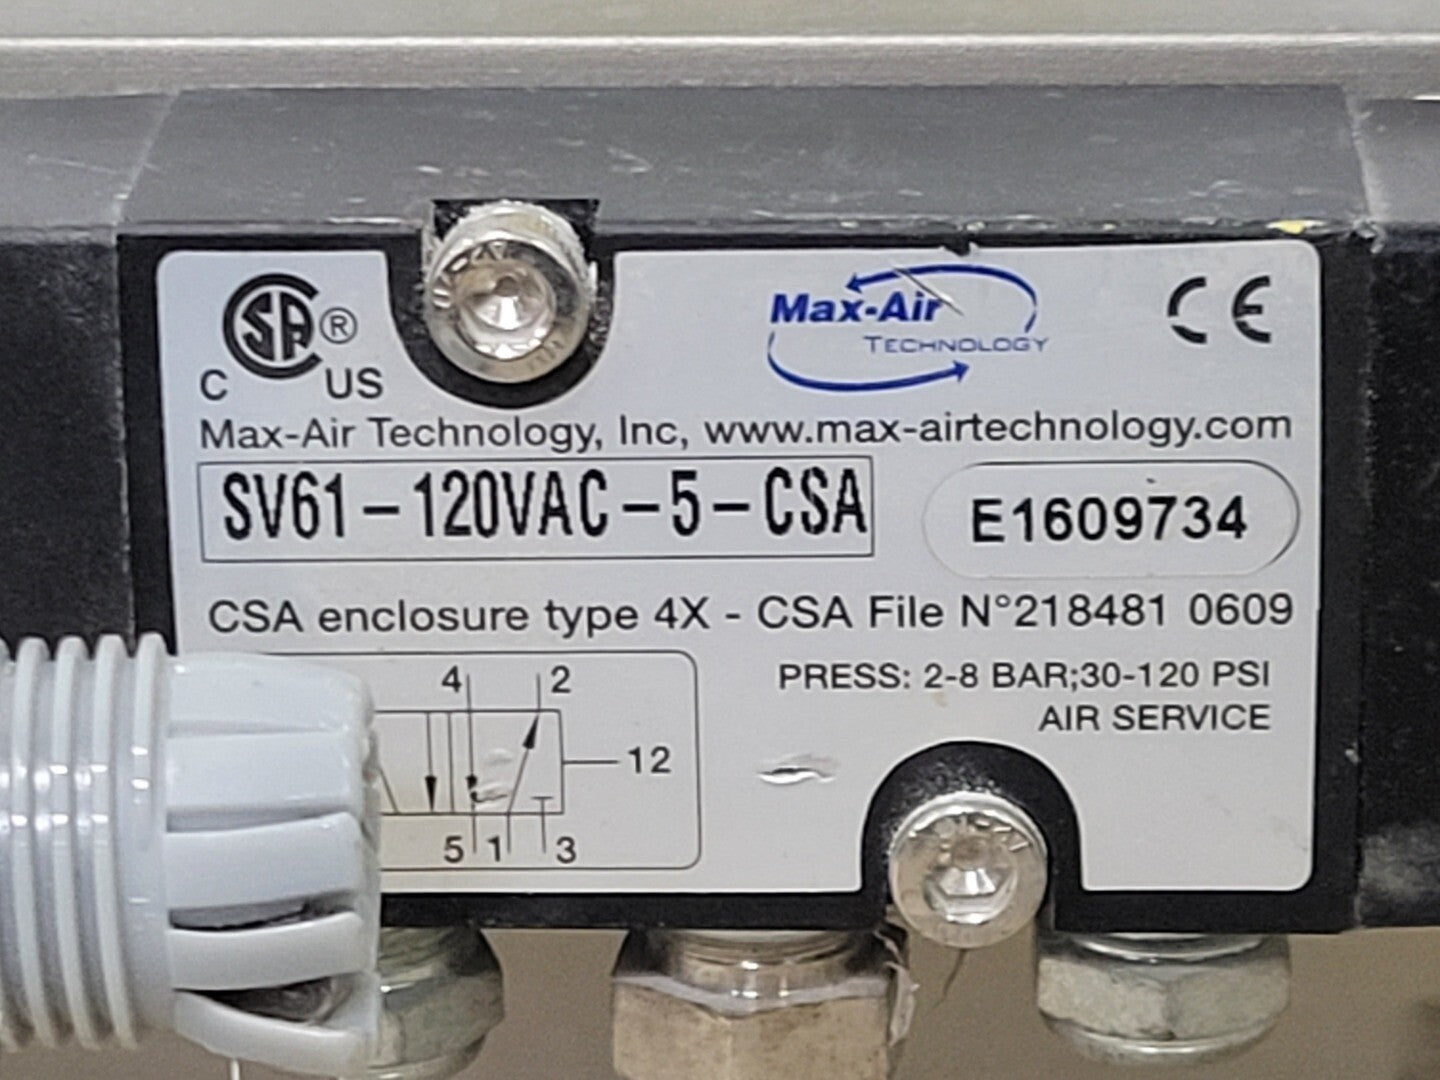 CSA ®
C US
Max-Air
TECHNOLOGY
CE
Max-Air Technology, Inc, www.max-airtechnology.com
SV61-120VAC-5-CSA
E1609734
CSA enclosure type 4X - CSA File N°218481 0609
PRESS: 2-8 BAR;30-120 PSI
AIR SERVICE
4 2
12
5 1 3